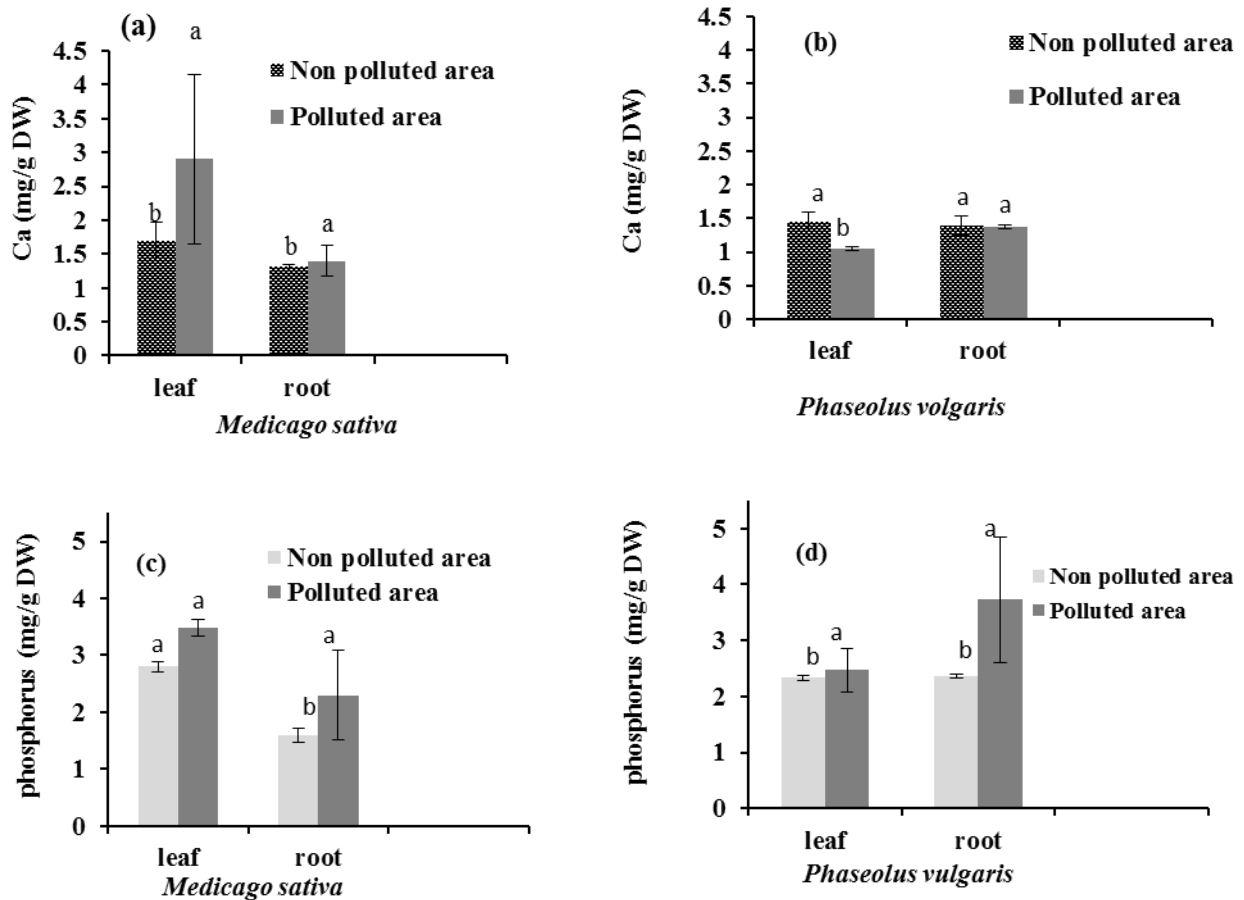 (a)
a
4.5
4
3.5
3
2.5
2
1.5
1
0.5
0
Ca (mg/g DW)
Non polluted area
Polluted area
b
b
a
leaf
root
Medicago sativa
(b)
4.5
4
3.5
3
2.5
2
1.5
1
0.5
0
Ca (mg/g DW)
Non polluted area
Polluted area
a
b
a
a
leaf
root
Phaseolus volgaris
(c)
5
4
3
2
1
0
phosphorus (mg/g DW)
Non polluted area
Polluted area
a
a
b
a
leaf
root
Medicago sativa
(d)
5
4
3
2
1
0
phosphorus (mg/g DW)
Non polluted area
Polluted area
b
a
b
a
leaf
root
Phaseolus vulgaris